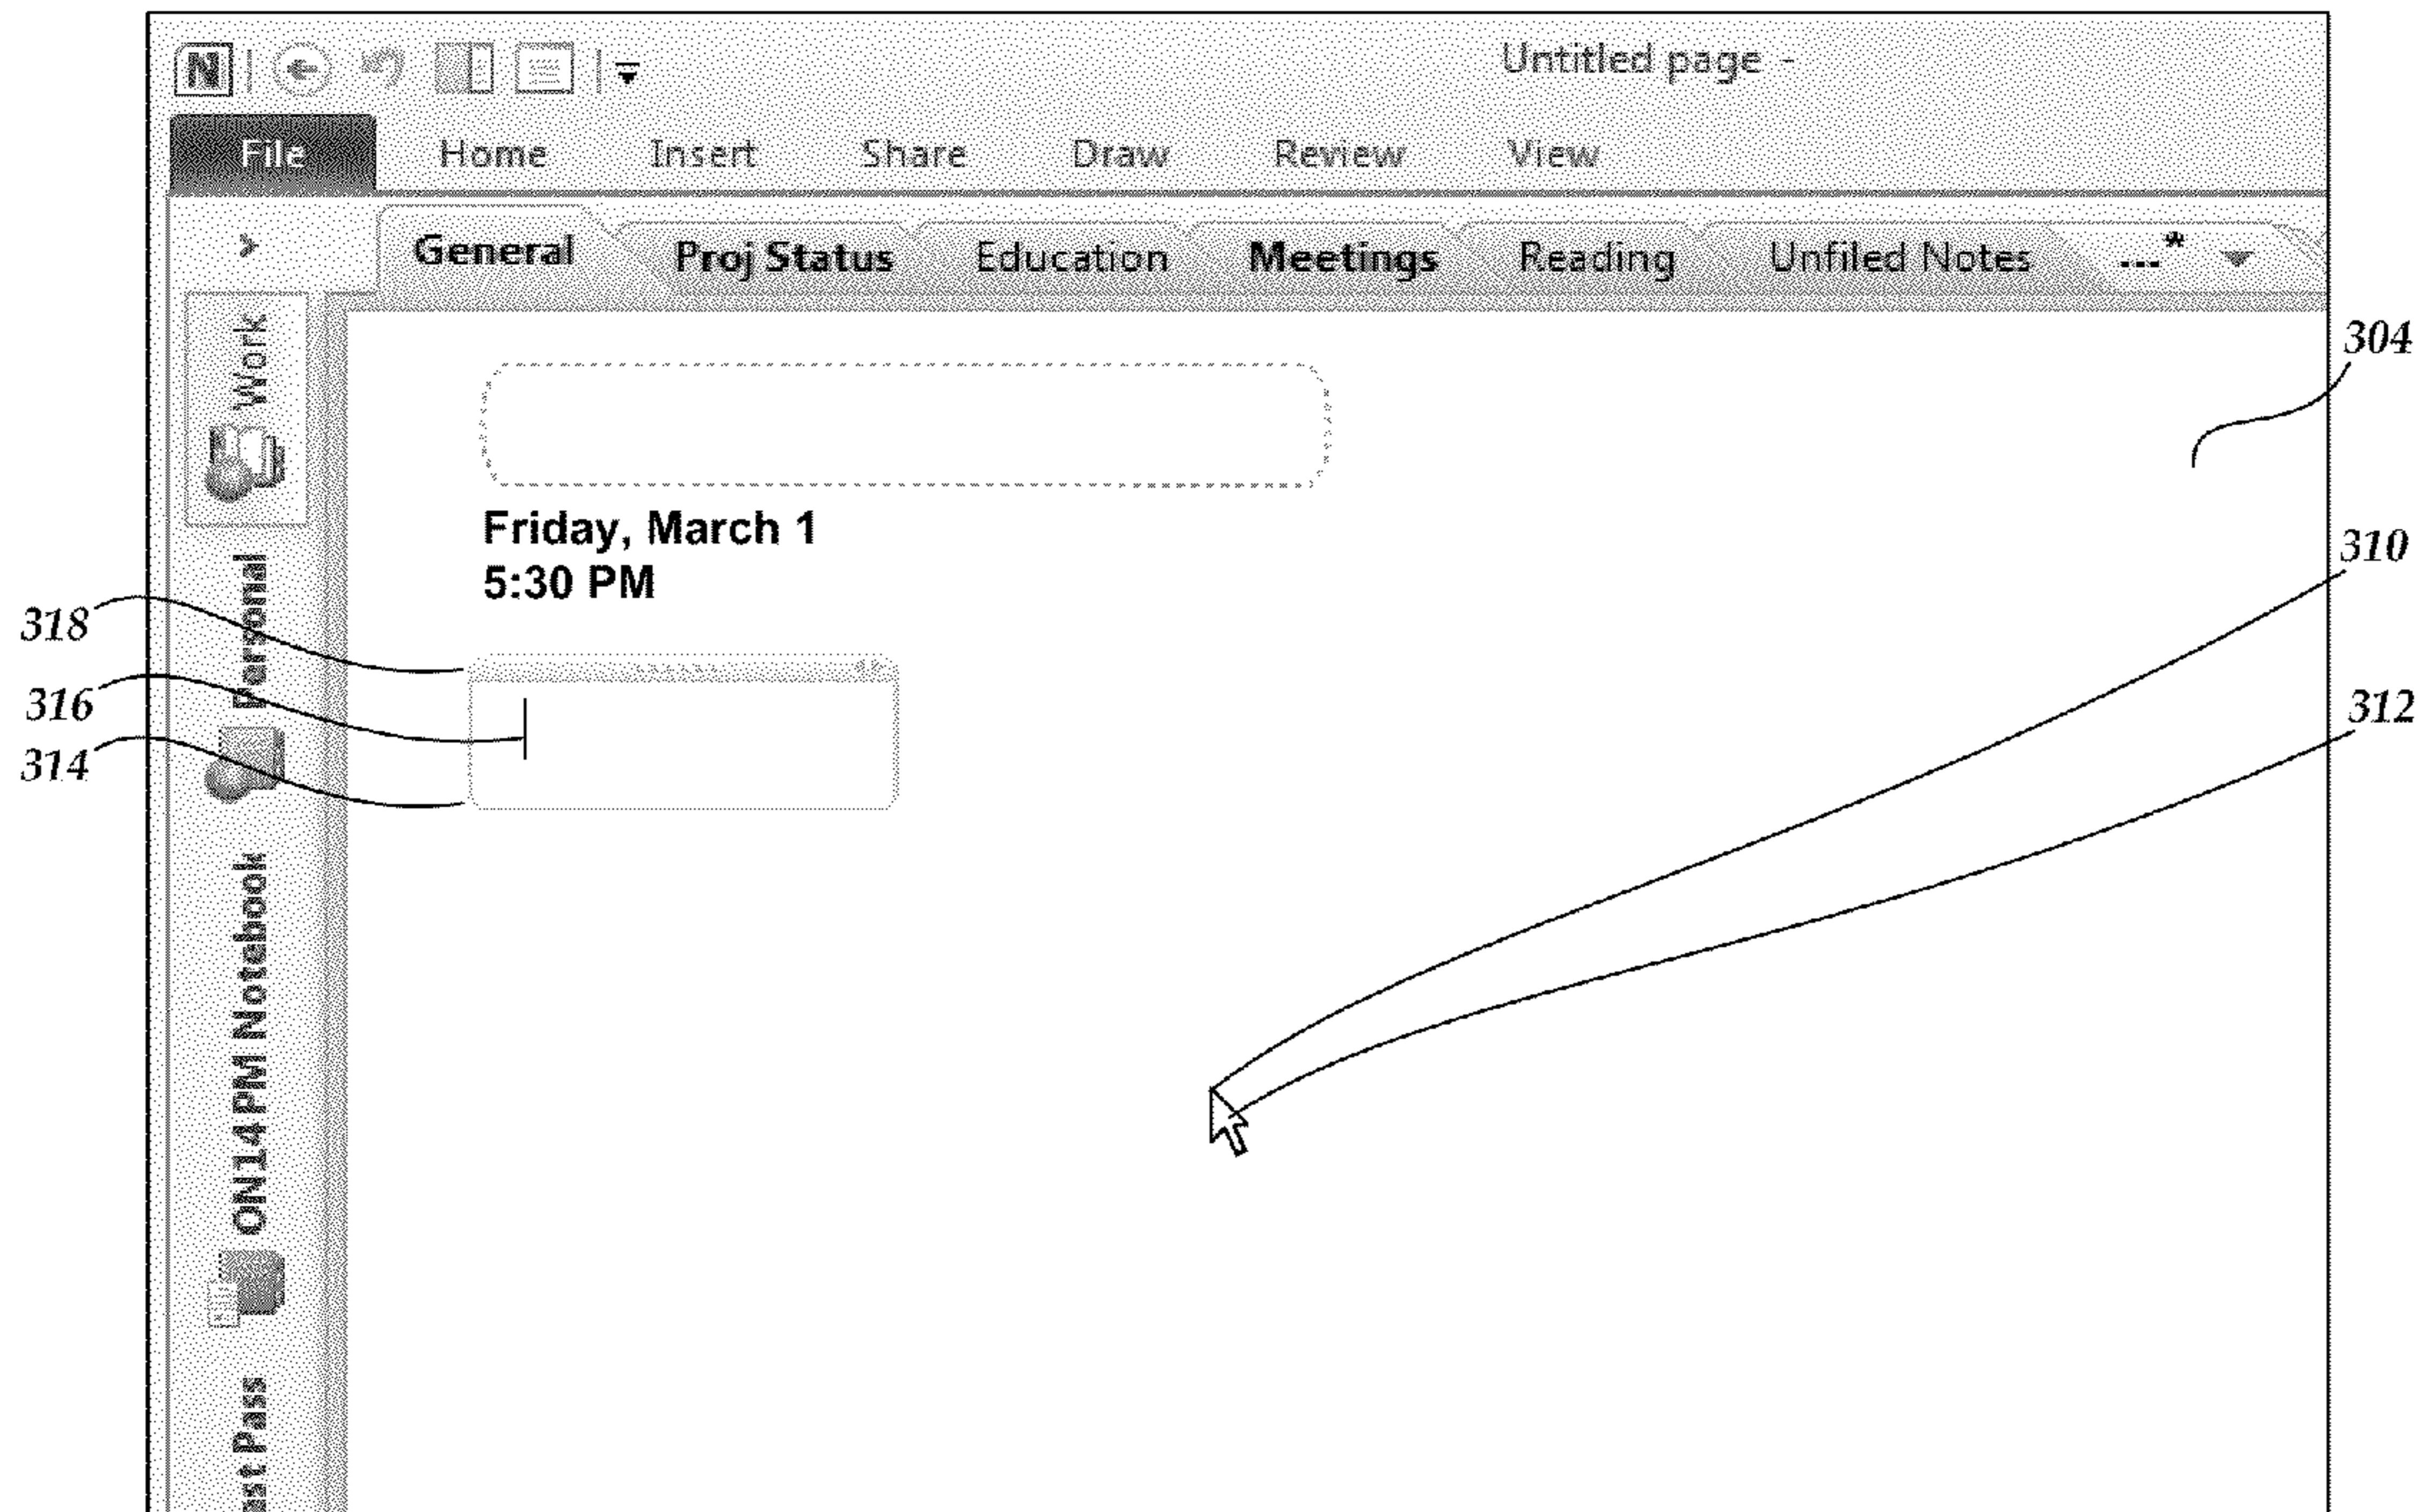 N
Untitled page -
File Home Insert Share Draw Review View
General Proj Status Education Meetings Reading Unfiled Notes ...*
Work
Personal
ON14 PM Notebook
Pass
Friday, March 1
5:30 PM
304
310
312
318
316
314